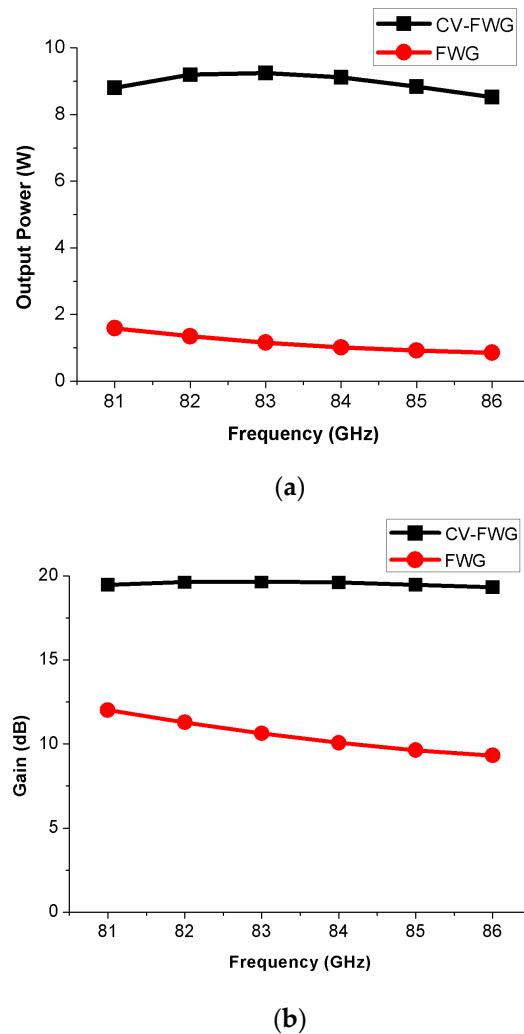 CV-FWG
FWG
10
8
6
4
2
0
Output Power (W)
81 82 83 84 85 86
Frequency (GHz)
(a)
CV-FWG
FWG
20
15
10
5
0
Gain (dB)
81 82 83 84 85 86
Frequency (GHz)
(b)